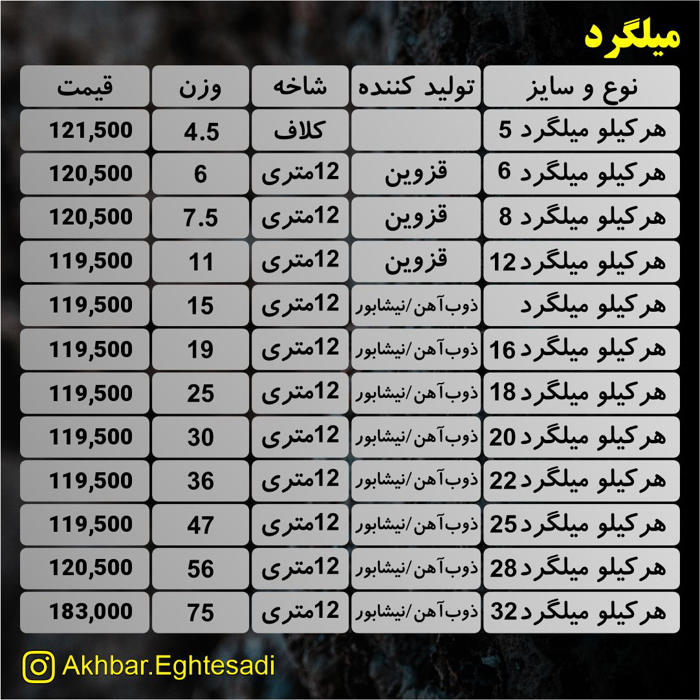 میلگرد
نوع و سایز تولید کننده شاخه وزن قیمت
هر کیلو میلگرد 5 کلاف 4.5 121,500
هر کیلو میلگرد 6 قزوین 12متری 6 120,500
هر کیلو میلگرد 8 قزوین 12متری 7.5 120,500
هر کیلو میلگرد 12 قزوین 12متری 11 119,500
هر کیلو میلگرد ذوب‌آهن/نیشابور 12متری 15 119,500
هر کیلو میلگرد 16 ذوب‌آهن/نیشابور 12متری 19 119,500
هر کیلو میلگرد 18 ذوب‌آهن/نیشابور 12متری 25 119,500
هر کیلو میلگرد 20 ذوب‌آهن/نیشابور 12متری 30 119,500
هر کیلو میلگرد 22 ذوب‌آهن/نیشابور 12متری 36 119,500
هر کیلو میلگرد 25 ذوب‌آهن/نیشابور 12متری 47 119,500
هر کیلو میلگرد 28 ذوب‌آهن/نیشابور 12متری 56 120,500
هر کیلو میلگرد 32 ذوب‌آهن/نیشابور 12متری 75 183,000
Akhbar.Eghtesadi